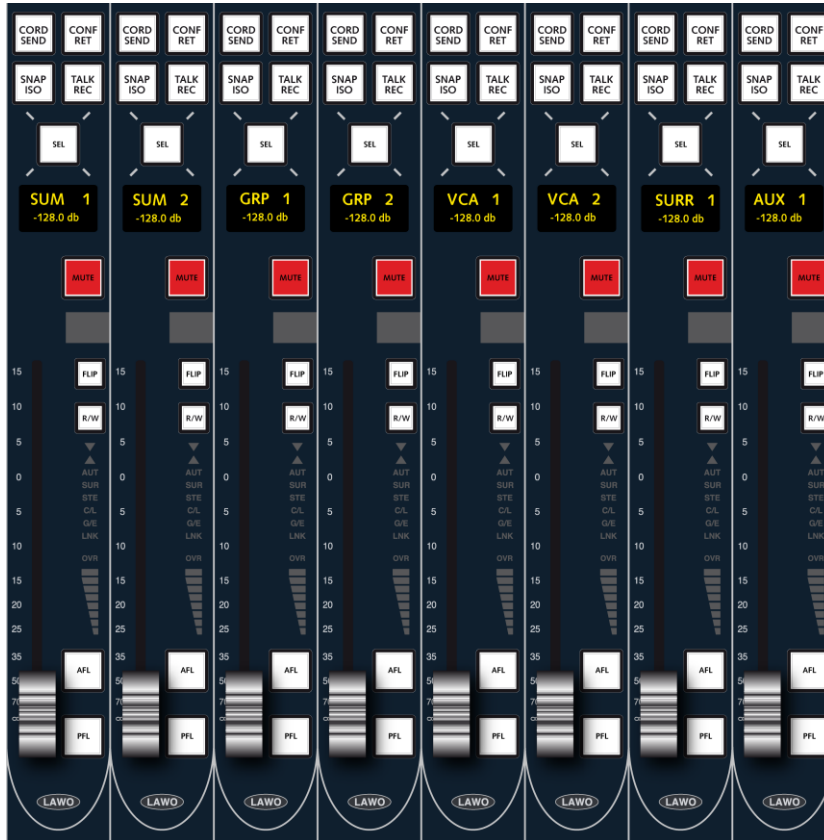 CORD SEND CONF RET CORD SEND CONF RET CORD SEND CONF RET CORD SEND CONF RET CORD SEND CONF RET CORD SEND CONF RET CORD SEND CONF RET CORD SEND CONF RET
SNAP ISO TALK REC SNAP ISO TALK REC SNAP ISO TALK REC SNAP ISO TALK REC SNAP ISO TALK REC SNAP ISO TALK REC SNAP ISO TALK REC SNAP ISO TALK REC
SEL SEL SEL SEL SEL SEL SEL SEL
SUM 1 SUM 2 GRP 1 GRP 2 VCA 1 VCA 2 SURR 1 AUX 1
-128.0 db -128.0 db -128.0 db -128.0 db -128.0 db -128.0 db -128.0 db -128.0 db
MUTE MUTE MUTE MUTE MUTE MUTE MUTE MUTE
15 FLIP 15 FLIP 15 FLIP 15 FLIP 15 FLIP 15 FLIP 15 FLIP 15 FLIP
10 R/W 10 R/W 10 R/W 10 R/W 10 R/W 10 R/W 10 R/W 10 R/W
5 5 5 5 5 5 5 5
0 AUT 0 AUT 0 AUT 0 AUT 0 AUT 0 AUT 0 AUT 0 AUT
SUR SUR SUR SUR SUR SUR SUR SUR
STE STE STE STE STE STE STE STE
5 C/L 5 C/L 5 C/L 5 C/L 5 C/L 5 C/L 5 C/L 5 C/L
G/E G/E G/E G/E G/E G/E G/E G/E
LNK LNK LNK LNK LNK LNK LNK LNK
10 OVR 10 OVR 10 OVR 10 OVR 10 OVR 10 OVR 10 OVR 10 OVR
15 15 15 15 15 15 15 15
20 20 20 20 20 20 20 20
25 25 25 25 25 25 25 25
35 AFL 35 AFL 35 AFL 35 AFL 35 AFL 35 AFL 35 AFL 35 AFL
PFL PFL PFL PFL PFL PFL PFL PFL
LAWO LAWO LAWO LAWO LAWO LAWO LAWO LAWO